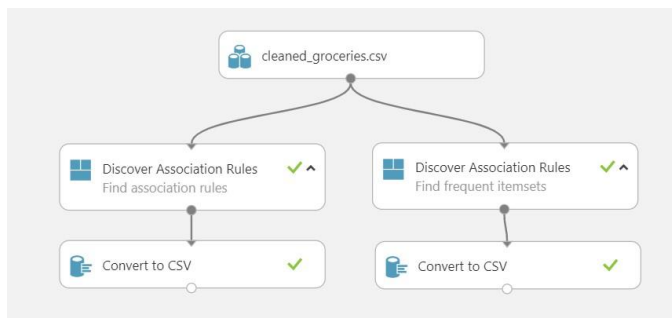 cleaned_groceries.csv
Discover Association Rules
Find association rules
Convert to CSV
Discover Association Rules
Find frequent itemsets
Convert to CSV